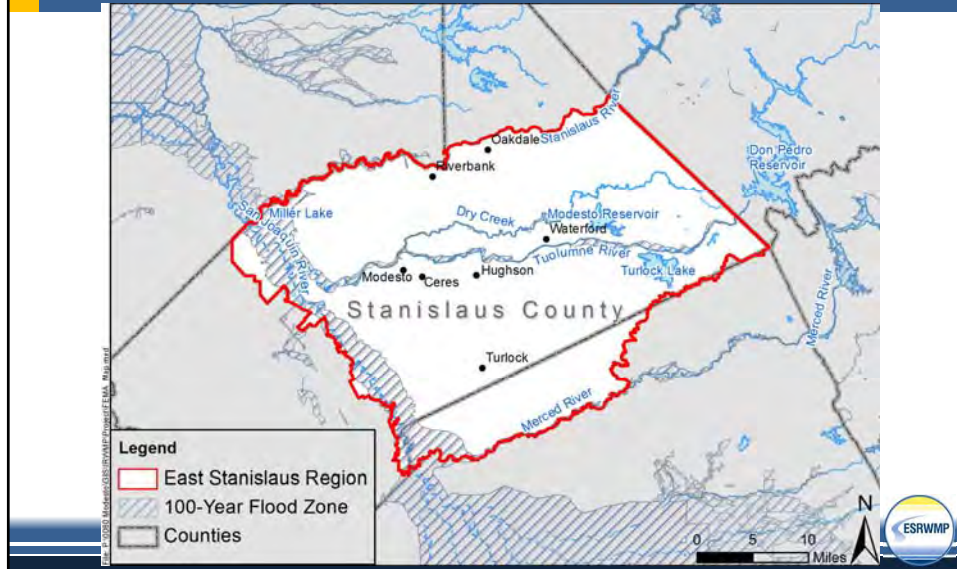 Stanislaus River
Oakdale
Don Pedro
Reservoir
Riverbank
Miller Lake
San Joaquin River
Dry Creek
Modesto Reservoir
Waterford
Tuolumne River
Modesto
Ceres
Hughson
Turlock Lake
Stanislaus County
Merced River
Turlock
Merced River
Legend
East Stanislaus Region
100-Year Flood Zone
Counties
N
0 5 10
Miles
ESRWMP